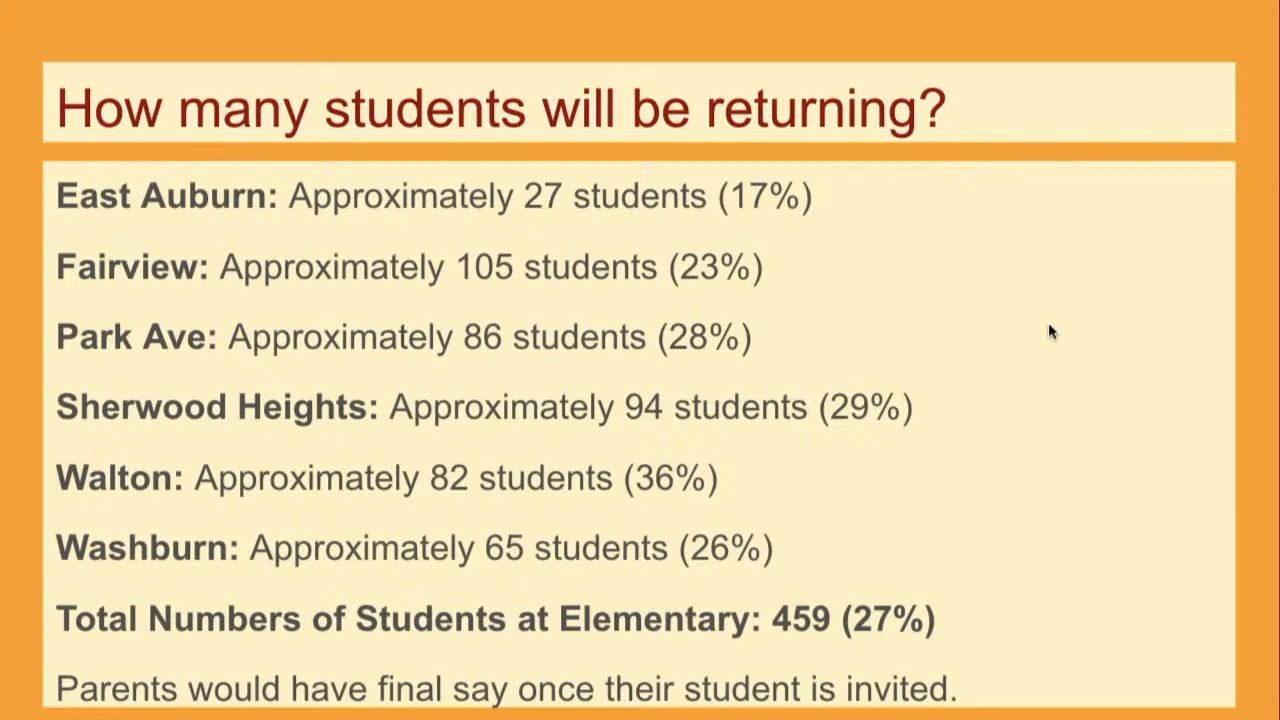 How many students will be returning?
East Auburn: Approximately 27 students (17%)
Fairview: Approximately 105 students (23%)
Park Ave: Approximately 86 students (28%)
Sherwood Heights: Approximately 94 students (29%)
Walton: Approximately 82 students (36%)
Washburn: Approximately 65 students (26%)
Total Numbers of Students at Elementary: 459 (27%)
Parents would have final say once their student is invited.